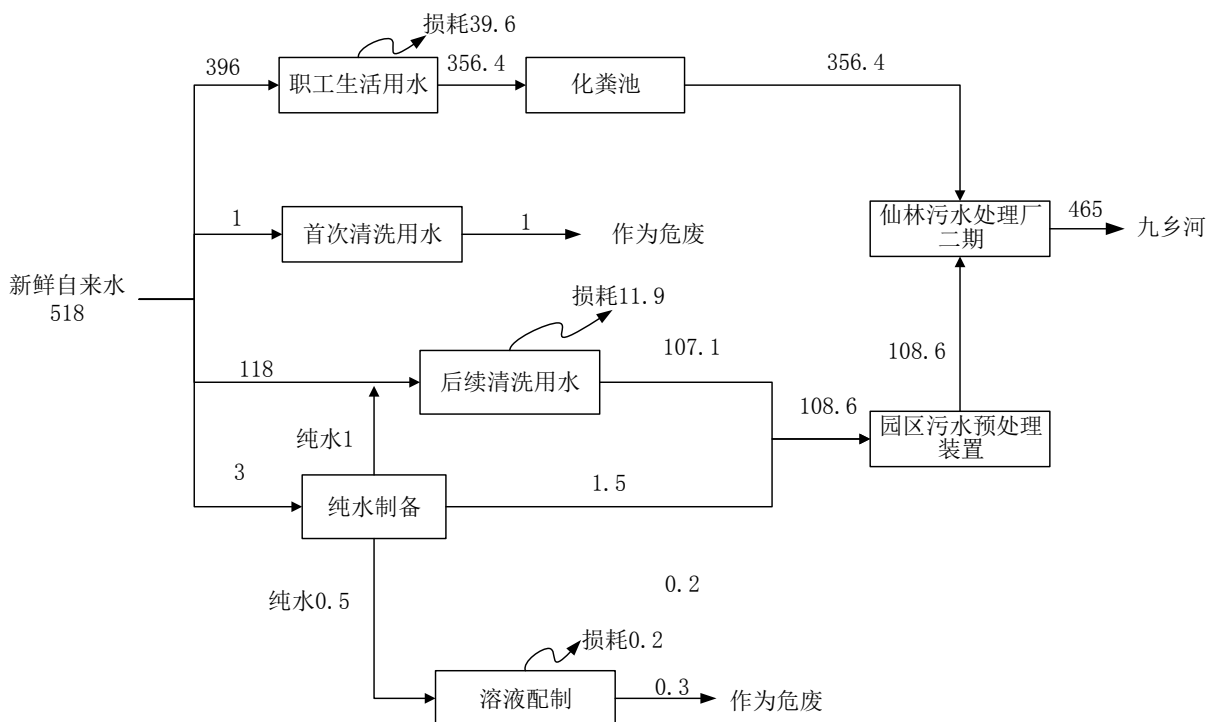 损耗39.6
396
职工生活用水
356.4
化粪池
356.4
1
首次清洗用水
1
作为危废
仙林污水处理厂
二期
465
九乡河
新鲜自来水
518
损耗11.9
118
后续清洗用水
107.1
108.6
108.6
园区污水预处理
装置
纯水1
3
纯水制备
1.5
纯水0.5
0.2
损耗0.2
溶液配制
0.3
作为危废